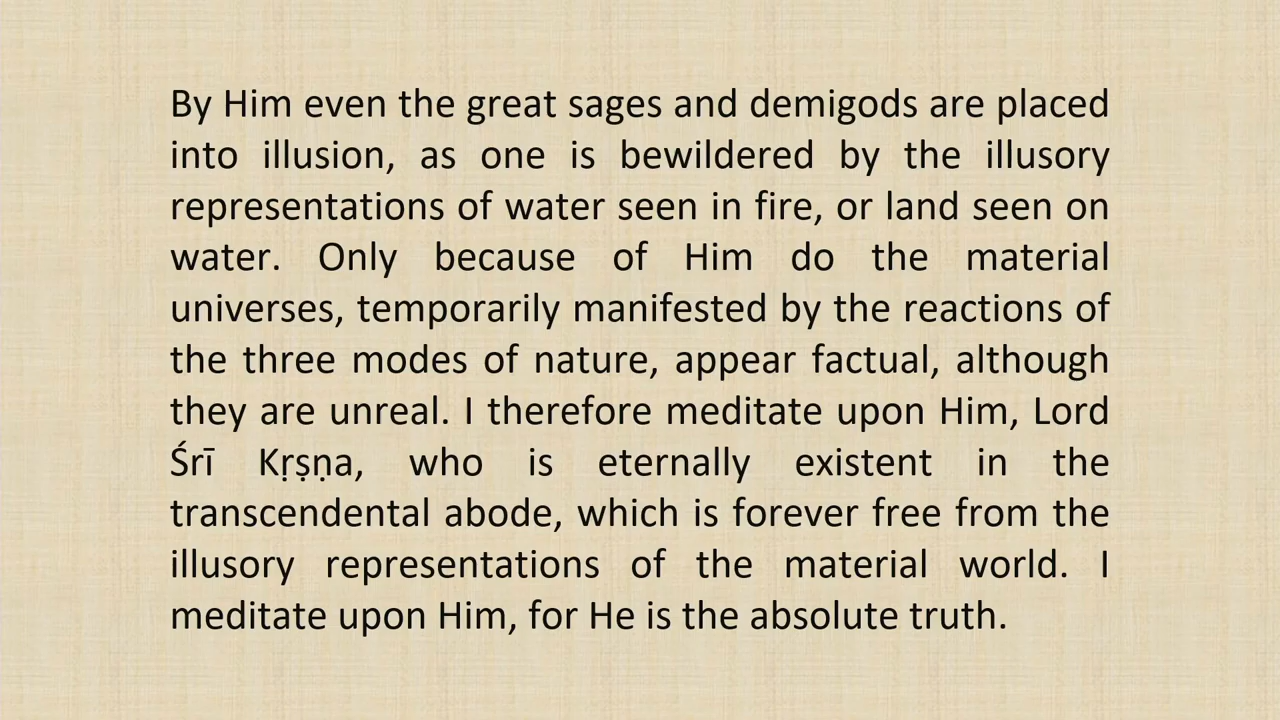 By Him even the great sages and demigods are placed
into illusion, as one is bewildered by the illusory
representations of water seen in fire, or land seen on
water. Only because of Him do the material
universes, temporarily manifested by the reactions of
the three modes of nature, appear factual, although
they are unreal. I therefore meditate upon Him, Lord
Śrī Kṛṣṇa, who is eternally existent in the
transcendental abode, which is forever free from the
illusory representations of the material world. I
meditate upon Him, for He is the absolute truth.